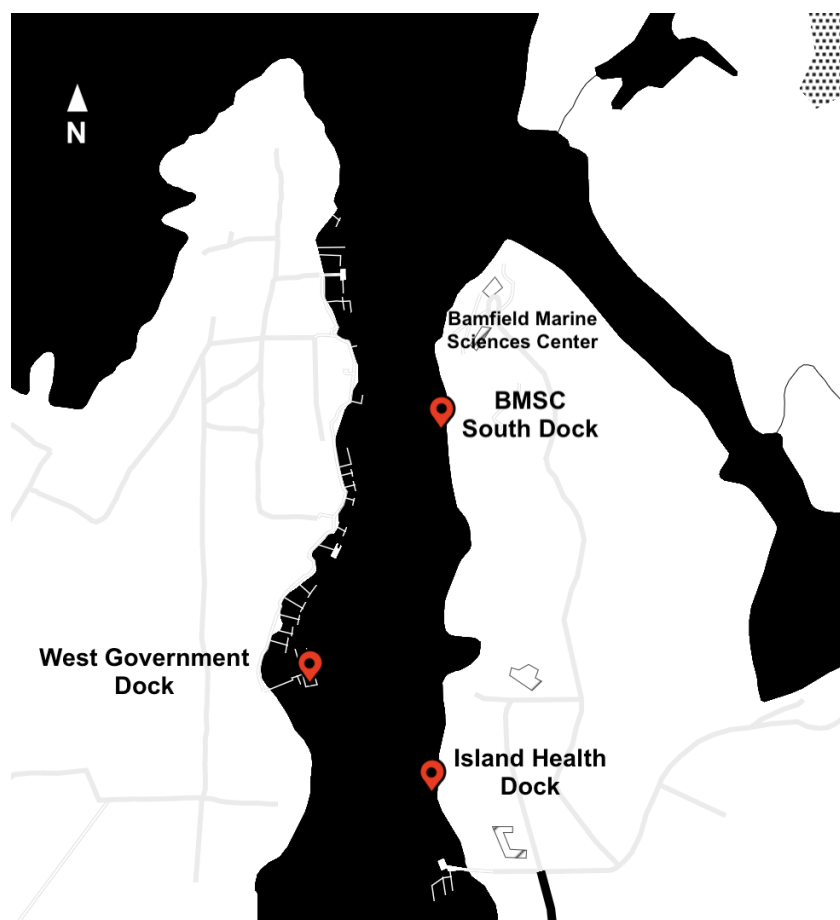 N
Bamfield Marine
Sciences Center
BMSC
South Dock
West Government
Dock
Island Health
Dock